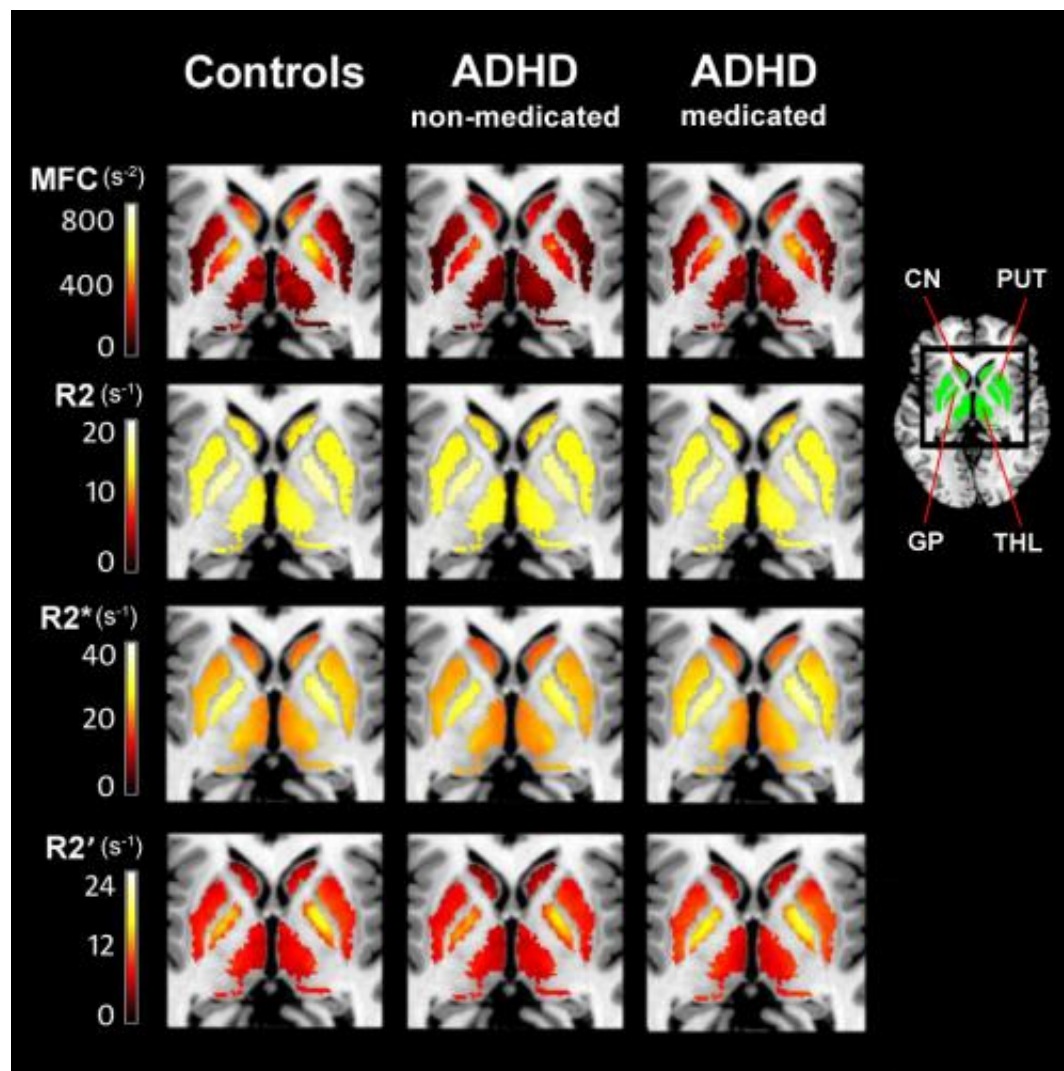 Controls
ADHD
non-medicated
ADHD
medicated
MFC (s⁻²)
800
400
0
CN
PUT
GP
THL
R2 (s⁻¹)
20
10
0
R2* (s⁻¹)
40
20
0
R2′ (s⁻¹)
24
12
0